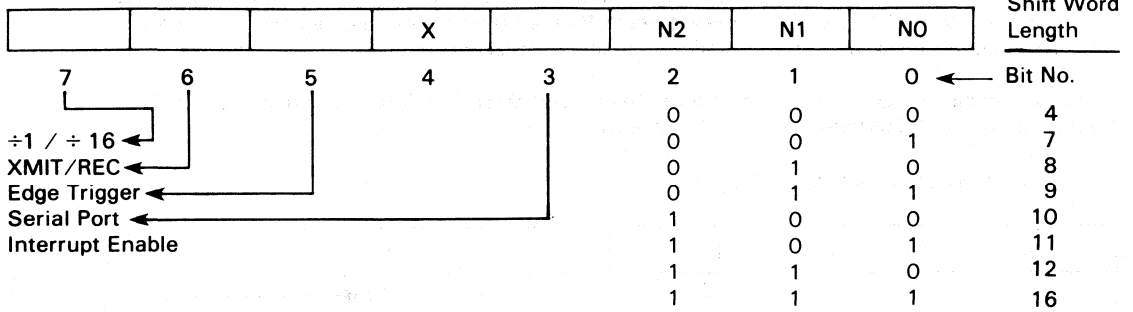 Shift Word
X N2 N1 N0 Length
7 6 5 4 3 2 1 0 Bit No.
0 0 0 4
÷1 / ÷ 16 0 0 1 7
XMIT/REC 0 1 0 8
Edge Trigger 0 1 1 9
Serial Port 1 0 0 10
Interrupt Enable 1 0 1 11
1 1 0 12
1 1 1 16